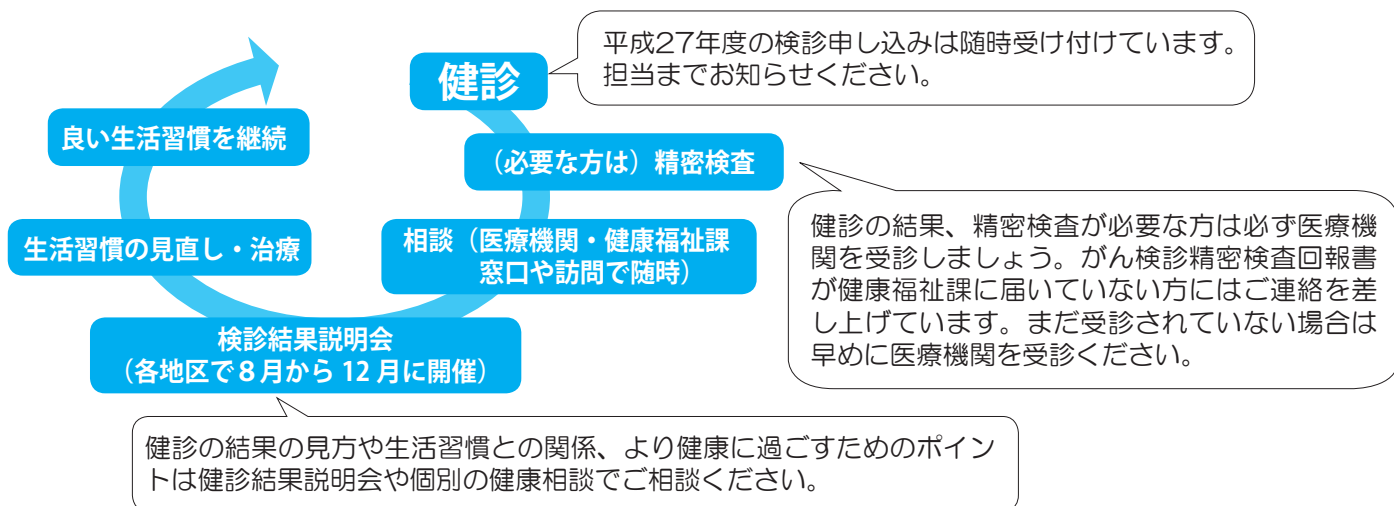 健診
平成27年度の検診申し込みは随時受け付けています。
担当までお知らせください。
（必要な方は）精密検査
健診の結果、精密検査が必要な方は必ず医療機
関を受診しましょう。がん検診精密検査回報書
が健康福祉課に届いていない方にはご連絡を差
し上げています。まだ受診されていない場合は
早めに医療機関を受診ください。
相談（医療機関・健康福祉課
窓口や訪問で随時）
検診結果説明会
（各地区で８月から 12 月に開催）
健診の結果の見方や生活習慣との関係、より健康に過ごすためのポイン
トは健診結果説明会や個別の健康相談でご相談ください。
生活習慣の見直し・治療
良い生活習慣を継続